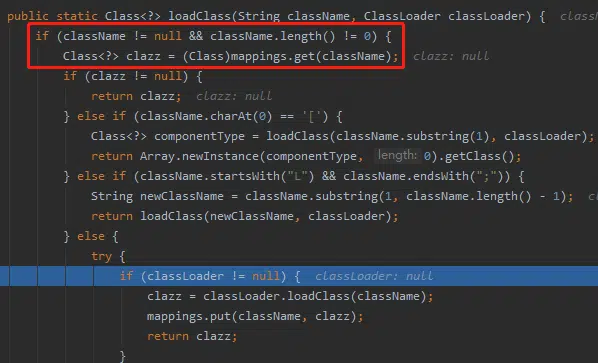 public static Class<?> loadClass(String className, ClassLoader classLoader) {
if (className != null && className.length() != 0) {
Class<?> clazz = (Class)mappings.get(className); clazz: null
if (clazz != null) {
return clazz; clazz: null
} else if (className.charAt(0) == '[') {
Class<?> componentType = loadClass(className.substring(1), classLoader);
return Array.newInstance(componentType, length: 0).getClass();
} else if (className.startsWith("L") && className.endsWith(";")) {
String newClassName = className.substring(1, className.length() - 1);
return loadClass(newClassName, classLoader);
} else {
try {
if (classLoader != null) { classLoader: null
clazz = classLoader.loadClass(className);
mappings.put(className, clazz);
return clazz;
}